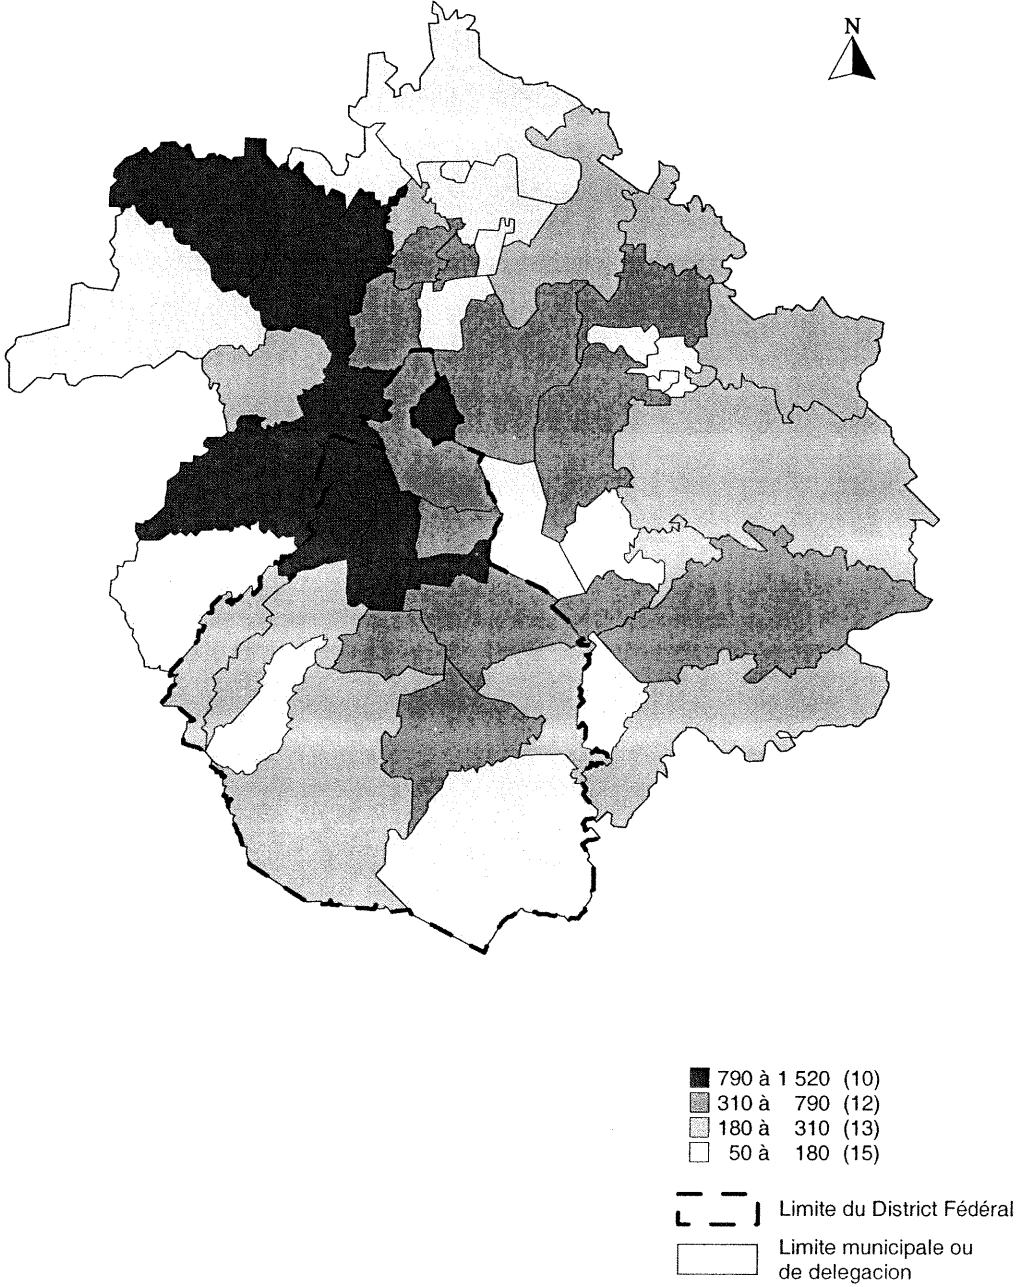 N
790 à 1 520 (10)
310 à 790 (12)
180 à 310 (13)
50 à 180 (15)
Limite du District Fédéral
Limite municipale ou
de delegacion